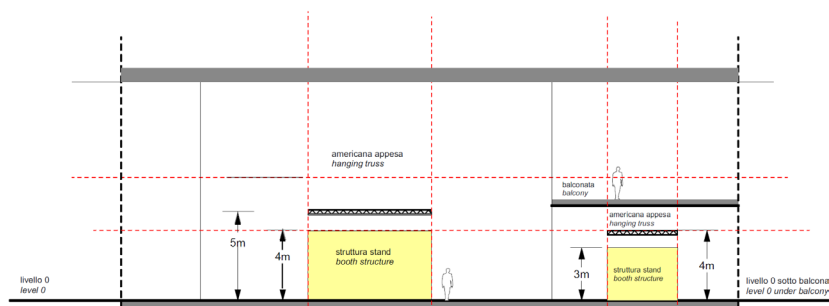 americana appesa
hanging truss
balconata
balcony
americana appesa
hanging truss
5m
4m
struttura stand
booth structure
3m
struttura stand
booth structure
4m
livello 0
level 0
livello 0 sotto balcona
level 0 under balcony